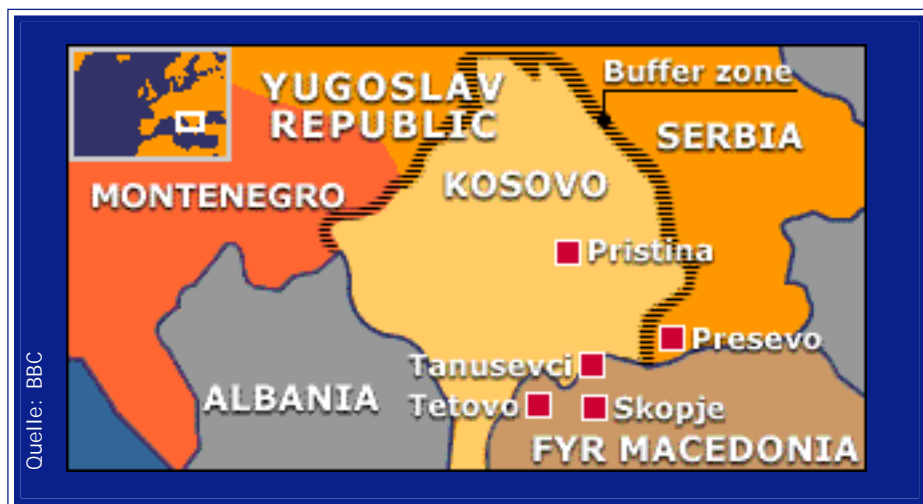 YUGOSLAV
REPUBLIC
Buffer zone
SERBIA
MONTENEGRO
KOSOVO
Pristina
Presevo
Tanusevci
ALBANIA
Tetovo
Skopje
FYR MACEDONIA
Quelle: BBC